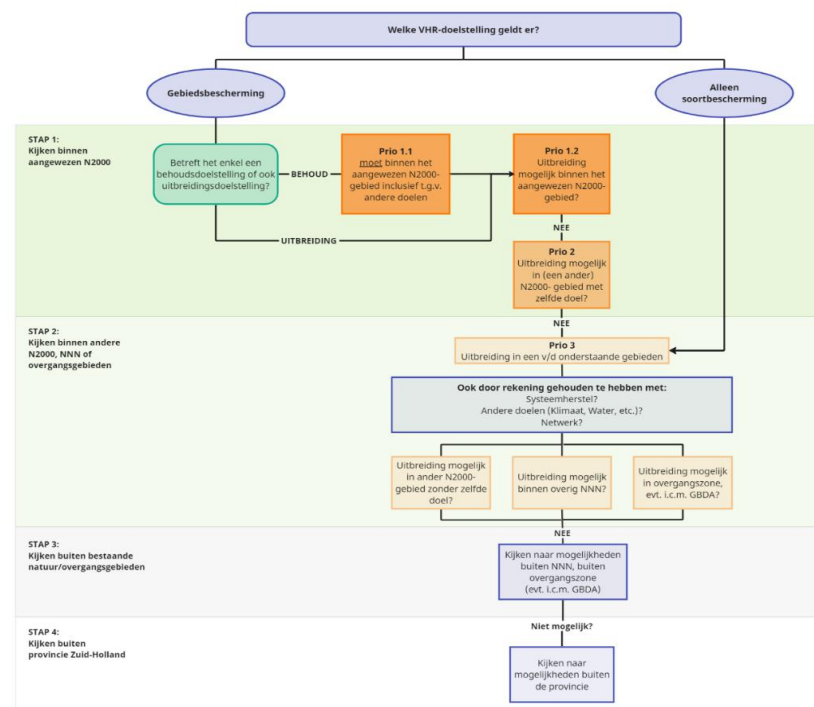 Welke VHR-doelstelling geldt er?
Gebiedsbescherming
Alleen
soortbescherming
STAP 1:
Kijken binnen
aangewezen N2000
Betreft het enkel een
behoudsdoelstelling of ook
uitbreidingsdoelstelling?
BEHOUD
Prio 1.1
moet binnen het
aangewezen N2000-
gebied inclusief t.g.v.
andere doelen
Prio 1.2
Uitbreiding
mogelijk binnen het
aangewezen N2000-
gebied?
UITBREIDING
NEE
Prio 2
Uitbreiding mogelijk
in (een ander)
N2000- gebied met
zelfde doel?
NEE
STAP 2:
Kijken binnen andere
N2000, NNN of
overgangsgebieden
Prio 3
Uitbreiding in een v/d onderstaande gebieden
Ook door rekening gehouden te hebben met:
Systeemherstel?
Andere doelen (Klimaat, Water, etc.)?
Netwerk?
Uitbreiding mogelijk
in ander N2000-
gebied zonder zelfde
doel?
Uitbreiding mogelijk
binnen overig NNN?
Uitbreiding mogelijk
in overgangszone,
evt. i.c.m. GBDA?
NEE
STAP 3:
Kijken buiten bestaande
natuur/overgangsgebieden
Kijken naar mogelijkheden
buiten NNN, buiten
overgangszone
(evt. i.c.m. GBDA)
Niet mogelijk?
STAP 4:
Kijken buiten
provincie Zuid-Holland
Kijken naar
mogelijkheden buiten
de provincie